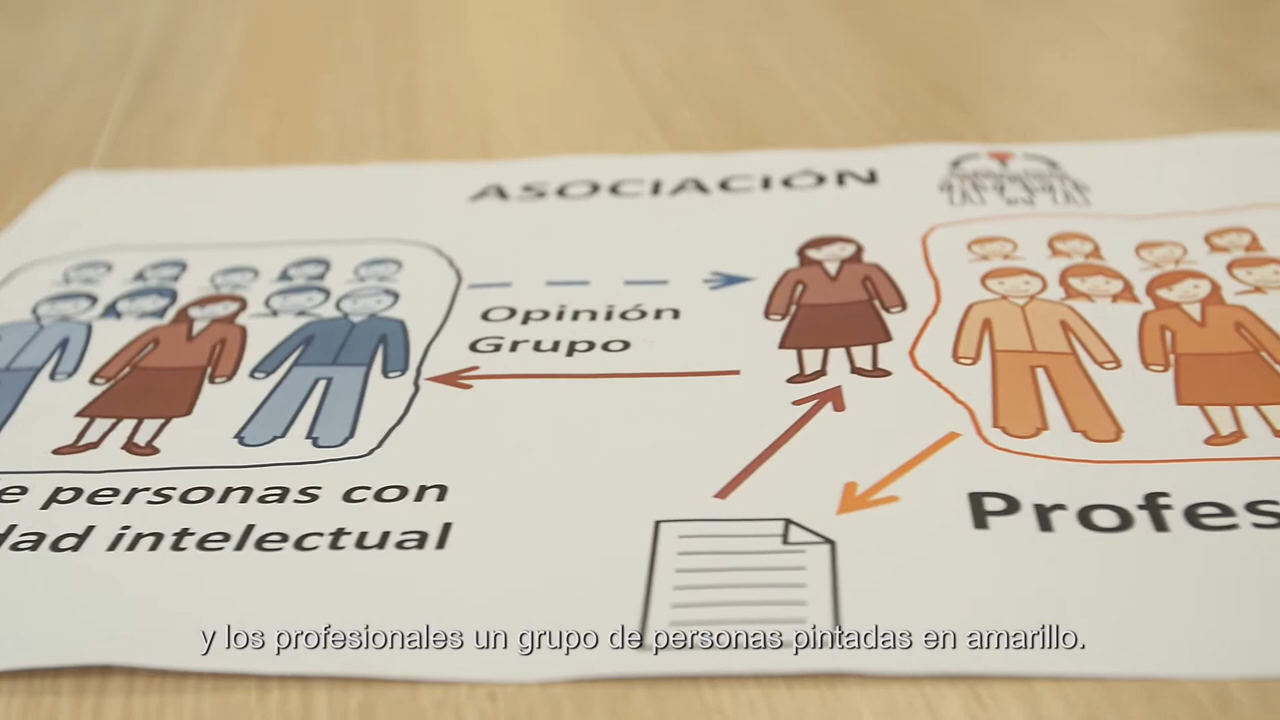 ASOCIACIÓN
Opinión
Grupo
e personas con
dad intelectual
Profes
y los profesionales un grupo de personas pintadas en amarillo.